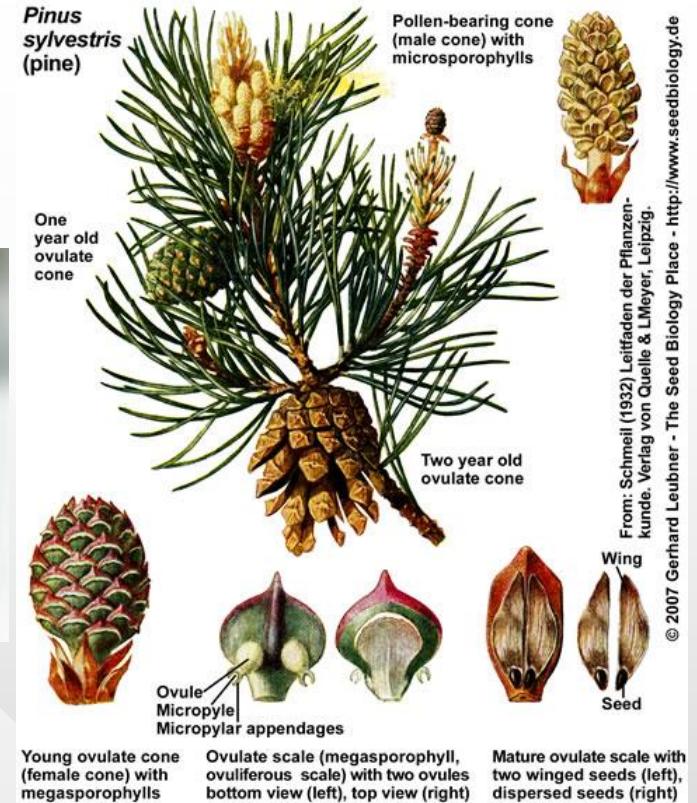 Pinus
sylvestris
(pine)
Pollen-bearing cone
(male cone) with
microsporophylls
One
year old
ovulate
cone
Two year old
ovulate cone
From: Schmeil (1932) Leitfaden der Pflanzen-
kunde. Verlag von Quelle & LMeyer, Leipzig.
© 2007 Gerhard Leubner - The Seed Biology Place - http://www.seedbiology.de
Wing
Seed
Ovule
Micropyle
Micropylar appendages
Young ovulate cone
(female cone) with
megasporophylls
Ovulate scale (megasporophyll,
ovuliferous scale) with two ovules
bottom view (left), top view (right)
Mature ovulate scale with
two winged seeds (left),
dispersed seeds (right)